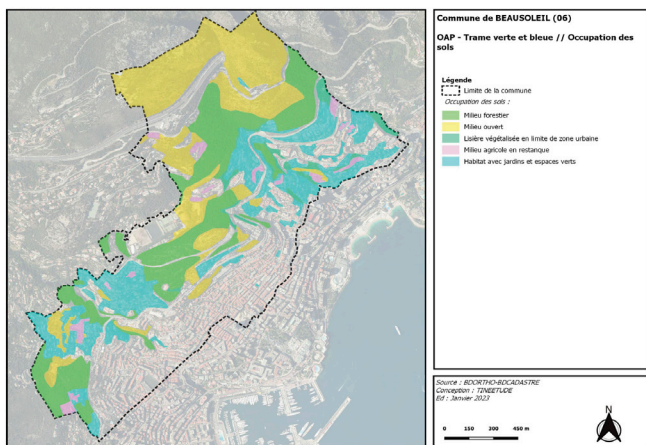 Commune de BEAUSOLEIL (06)
OAP - Trame verte et bleue // Occupation des
sols
Légende
Limite de la commune
Occupation des sols :
Milieu forestier
Milieu ouvert
Lisière végétalisée en limite de zone urbaine
Milieu agricole en restanque
Habitat avec jardins et espaces verts
Source : BDORTHO-BDCADASTRE
Conception : TINEETUDE
Ed : Janvier 2023
0 150 300 450 m
N